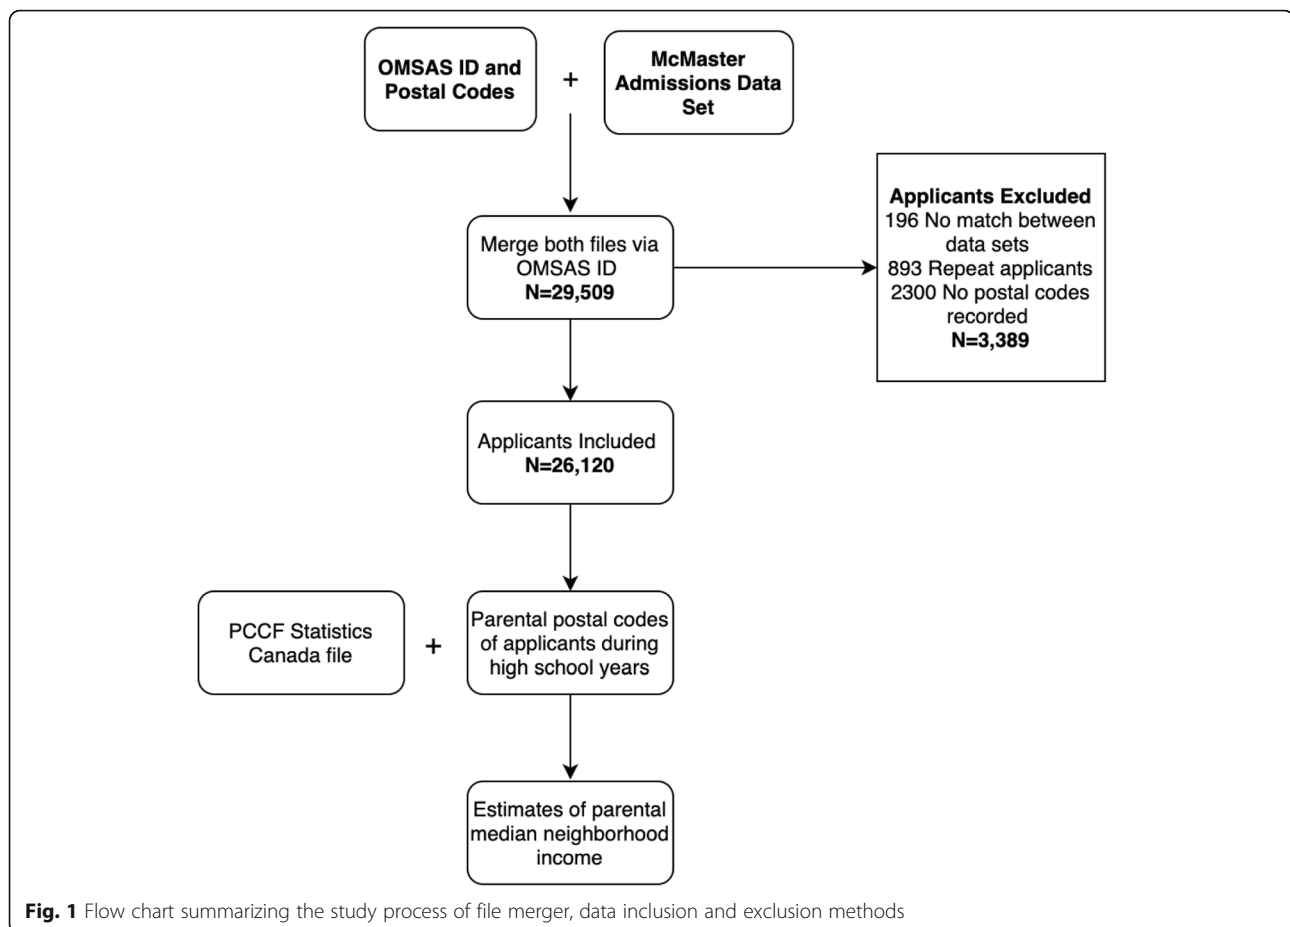 OMSAS ID and
Postal Codes
+
McMaster
Admissions Data
Set
Merge both files via
OMSAS ID
N=29,509
Applicants Excluded
196 No match between
data sets
893 Repeat applicants
2300 No postal codes
recorded
N=3,389
Applicants Included
N=26,120
PCCF Statistics
Canada file
+
Parental postal codes
of applicants during
high school years
Estimates of parental
median neighborhood
income
Fig. 1 Flow chart summarizing the study process of file merger, data inclusion and exclusion methods